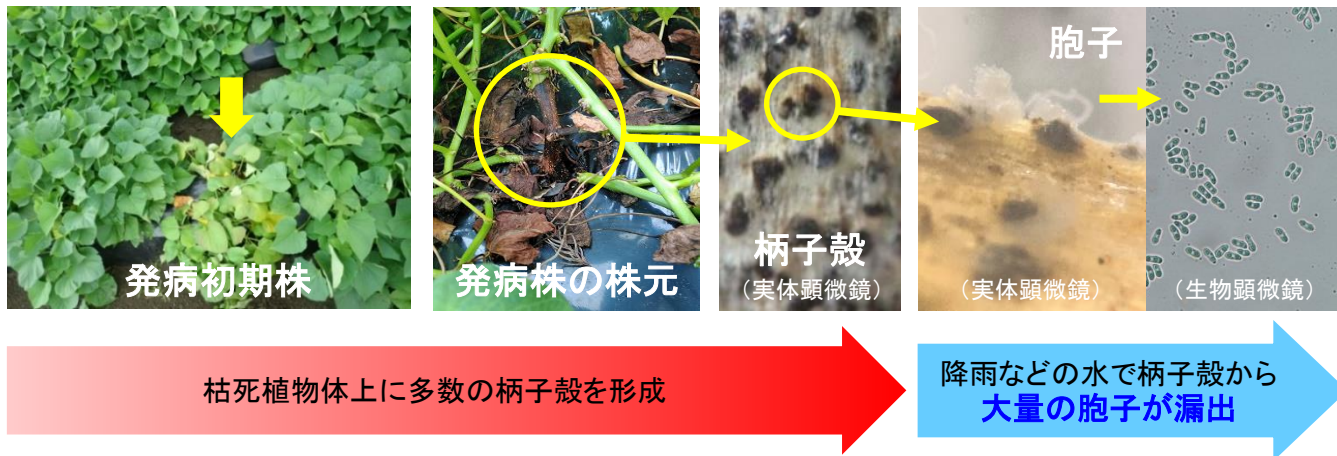 発病初期株
発病株の株元
柄子殻
（実体顕微鏡）
胞子
（実体顕微鏡）
（生物顕微鏡）
枯死植物体上に多数の柄子殻を形成
降雨などの水で柄子殻から
大量の胞子が漏出